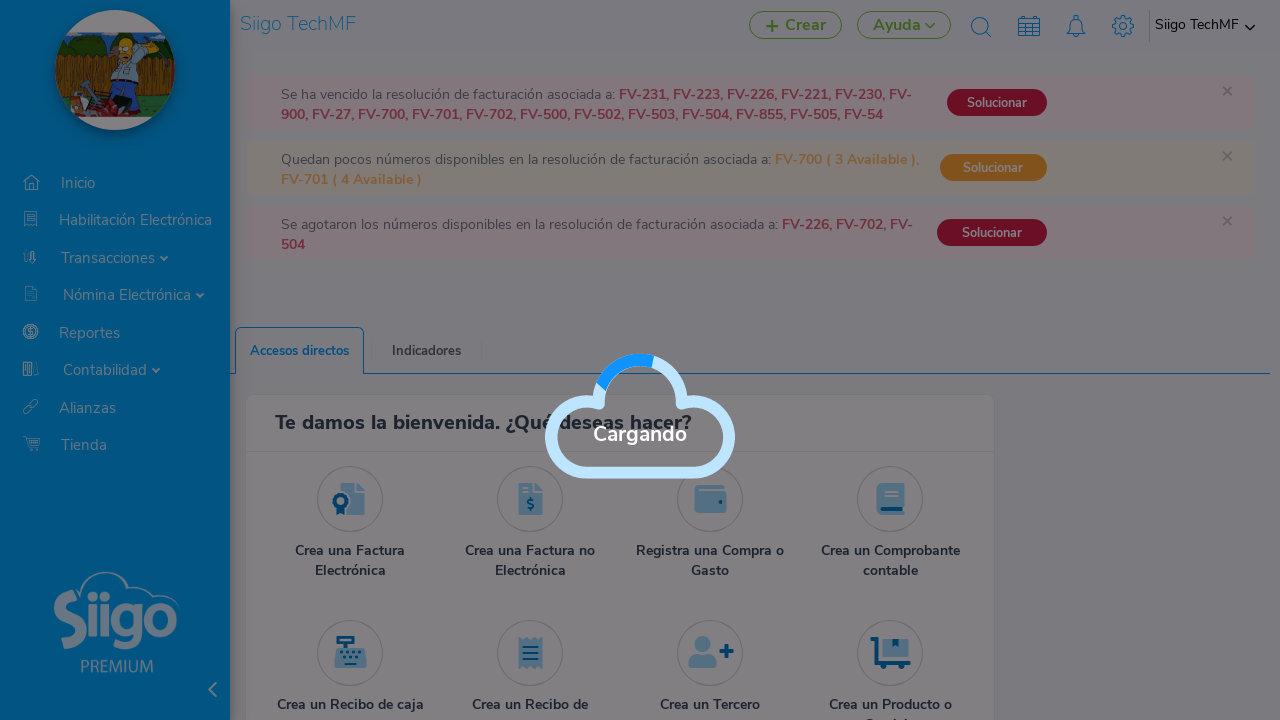 Siigo TechMF
Crear
Ayuda
Siigo TechMF
Inicio
Habilitación Electrónica
Transacciones
Nómina Electrónica
Reportes
Contabilidad
Alianzas
Tienda
Siigo
PREMIUM
Se ha vencido la resolución de facturación asociada a: FV-231, FV-223, FV-226, FV-221, FV-230, FV-
900, FV-27, FV-700, FV-701, FV-702, FV-500, FV-502, FV-503, FV-504, FV-855, FV-505, FV-54
Solucionar
Quedan pocos números disponibles en la resolución de facturación asociada a: FV-700 ( 3 Available ),
FV-701 ( 4 Available )
Solucionar
Se agotaron los números disponibles en la resolución de facturación asociada a: FV-226, FV-702, FV-
504
Solucionar
Accesos directos
Indicadores
Te damos la bienvenida. ¿Qué deseas hacer?
Cargando
Crea una Factura
Electrónica
Crea una Factura no
Electrónica
Registra una Compra o
Gasto
Crea un Comprobante
contable
Crea un Recibo de caja
Crea un Recibo de
Crea un Tercero
Crea un Producto o